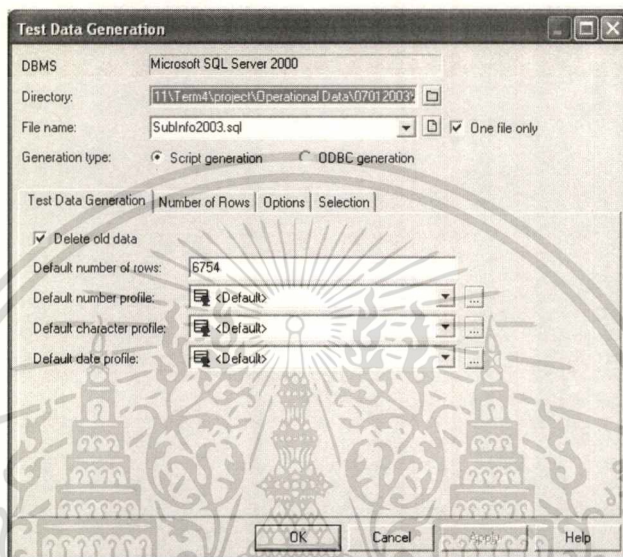 Test Data Generation
DBMS Microsoft SQL Server 2000
Directory: 11\Term4\project\Operational Data\07012003\
File name: SubInfo2003.sql One file only
Generation type: Script generation ODBC generation
Test Data Generation Number of Rows Options Selection
Delete old data
Default number of rows: 6754
Default number profile: <Default> ...
Default character profile: <Default> ...
Default date profile: <Default> ...
OK Cancel Apply Help